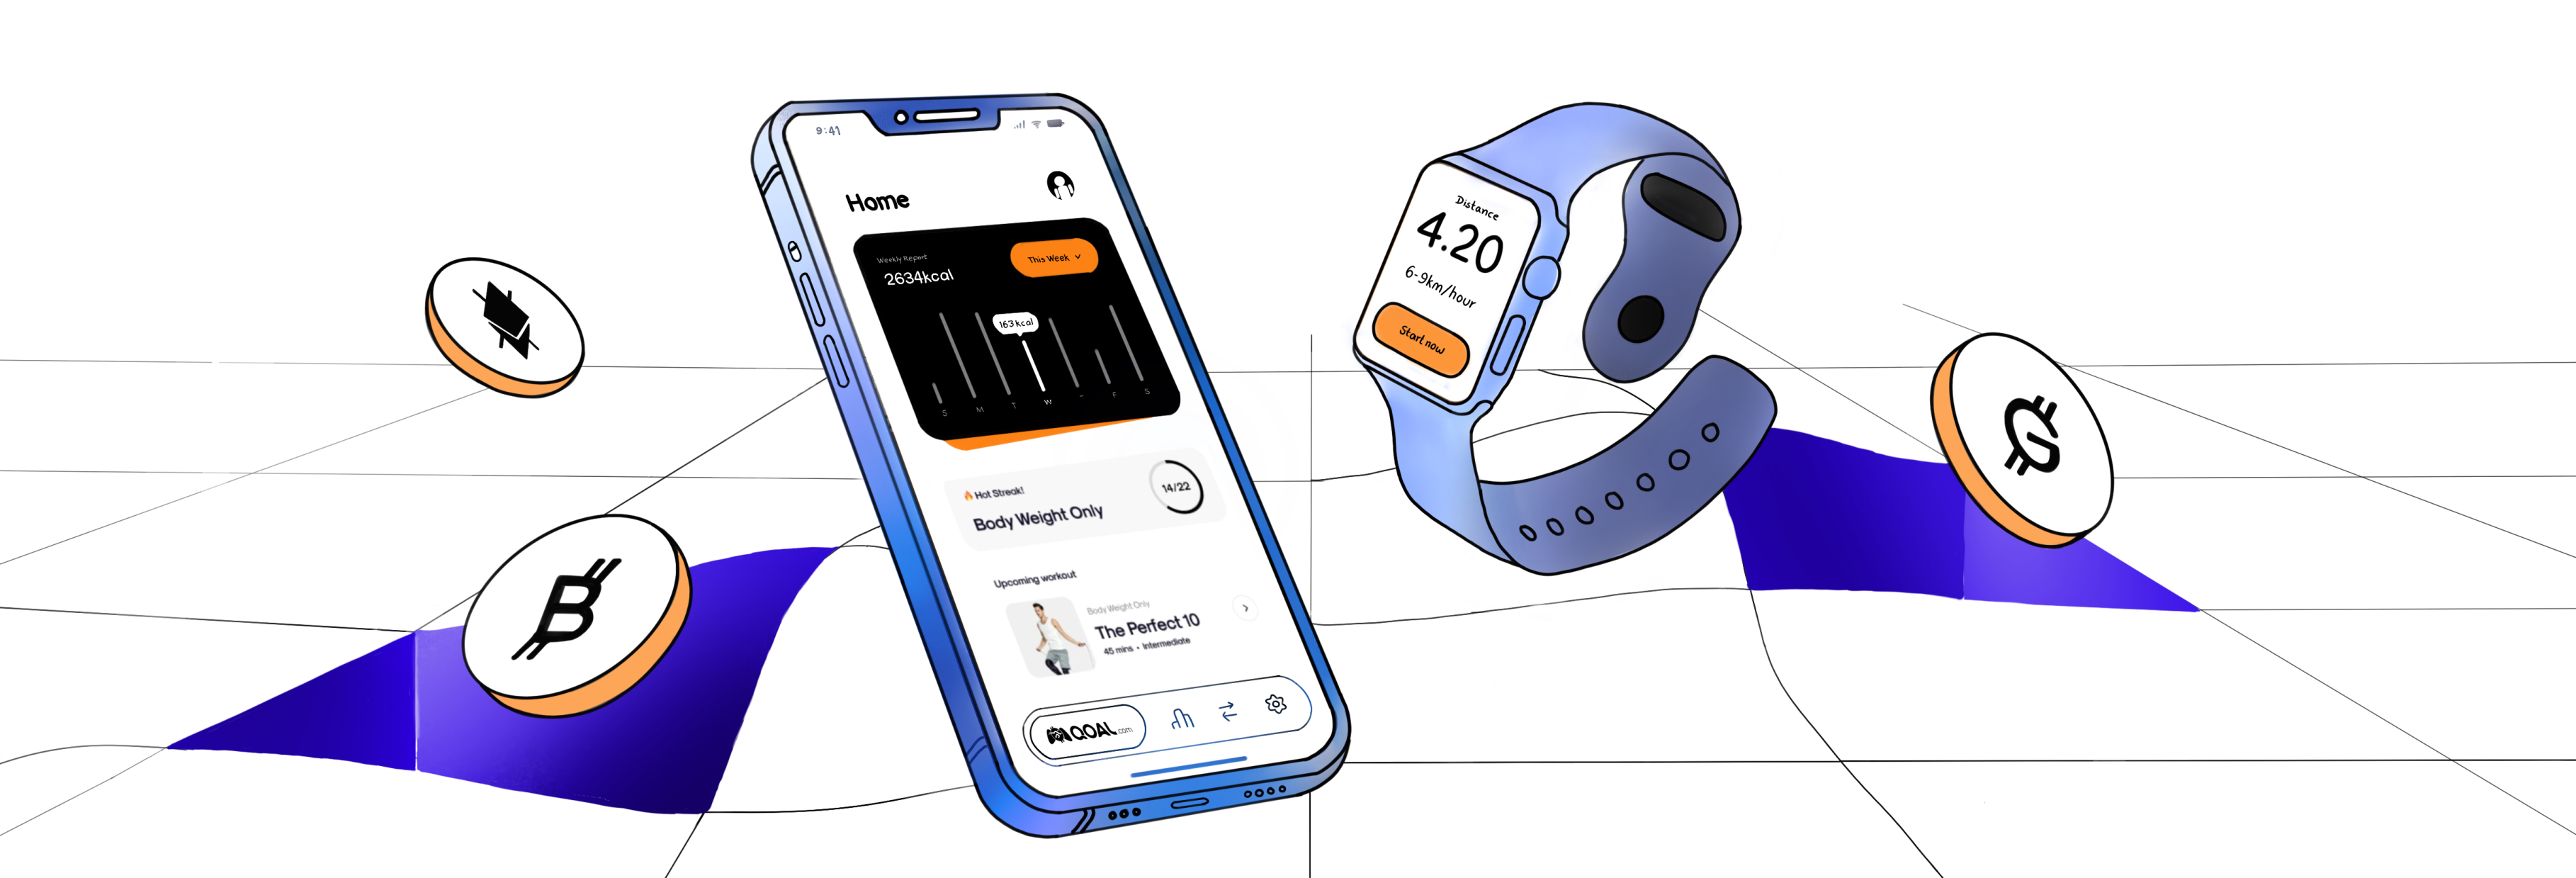 9:41
Home
Weekly Report
2634kcal
This Week
163 kcal
S M T W T F S
Hot Streak!
Body Weight Only
14/22
Upcoming workout
Body Weight Only
The Perfect 10
45 mins • Intermediate
QOAL.com
Distance
4.20
6-9km/hour
Start now